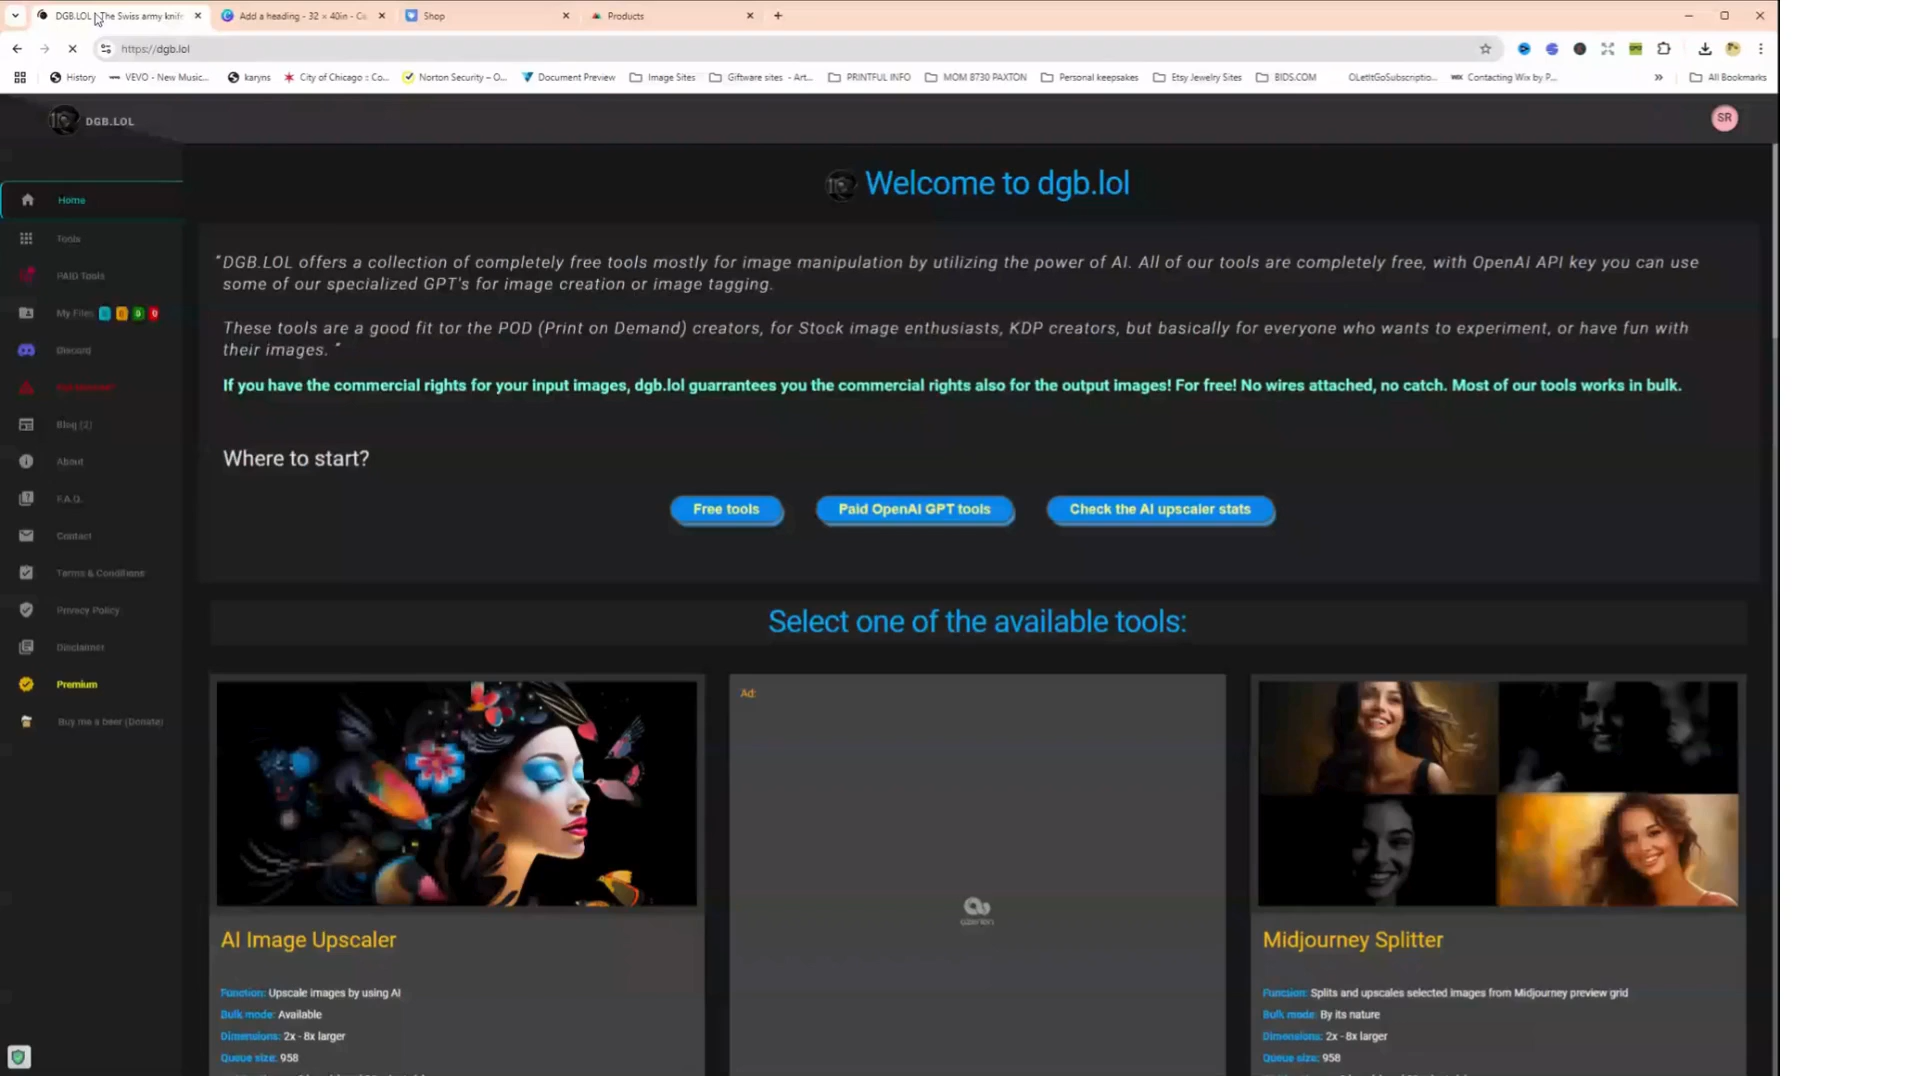 DGB.LOL | The Swiss army knife
Add a heading - 32 × 40in - Ca
Shop
Products
https://dgb.lol
History
VEVO - New Music...
karyns
City of Chicago :: Co...
Norton Security – O...
Document Preview
Image Sites
Giftware sites - Art...
PRINTFUL INFO
MOM 8730 PAXTON
Personal keepsakes
Etsy Jewelry Sites
BIDS.COM
OLetItGoSubscriptio...
WIX Contacting Wix by P...
»
All Bookmarks
DGB.LOL
SR
Home
Tools
PAID Tools
My Files
Discord
Blog (2)
About
F.A.Q.
Contact
Terms & Conditions
Privacy Policy
Disclaimer
Premium
Buy me a beer (Donate)
Welcome to dgb.lol
“DGB.LOL offers a collection of completely free tools mostly for image manipulation by utilizing the power of AI. All of our tools are completely free, with OpenAI API key you can use
some of our specialized GPT's for image creation or image tagging.
These tools are a good fit tor the POD (Print on Demand) creators, for Stock image enthusiasts, KDP creators, but basically for everyone who wants to experiment, or have fun with
their images. ”
If you have the commercial rights for your input images, dgb.lol guarrantees you the commercial rights also for the output images! For free! No wires attached, no catch. Most of our tools works in bulk.
Where to start?
Free tools
Paid OpenAI GPT tools
Check the AI upscaler stats
Select one of the available tools:
AI Image Upscaler
Function: Upscale images by using AI
Bulk mode: Available
Dimensions: 2x - 8x larger
Queue size: 958
Ad:
azerion
Midjourney Splitter
Function: Splits and upscales selected images from Midjourney preview grid
Bulk mode: By its nature
Dimensions: 2x - 8x larger
Queue size: 958